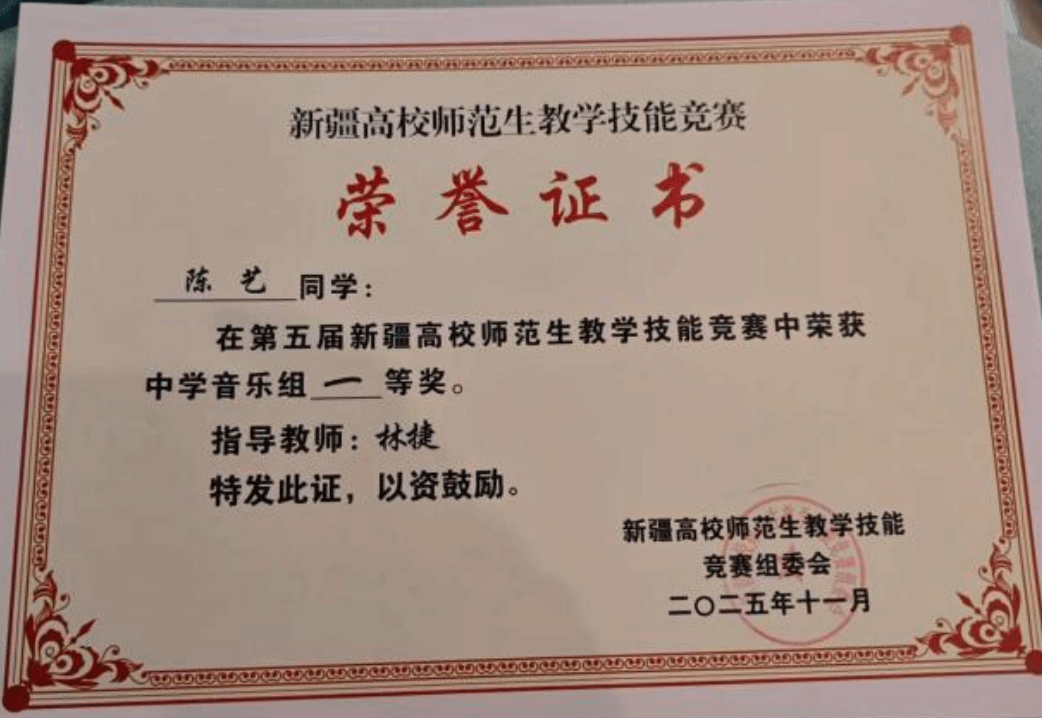 新疆高校师范生教学技能竞赛
荣誉证书
陈艺同学：
在第五届新疆高校师范生教学技能竞赛中荣获
中学音乐组一等奖。
指导教师：林捷
特发此证，以资鼓励。
新疆高校师范生教学技能
竞赛组委会
二〇二五年十一月